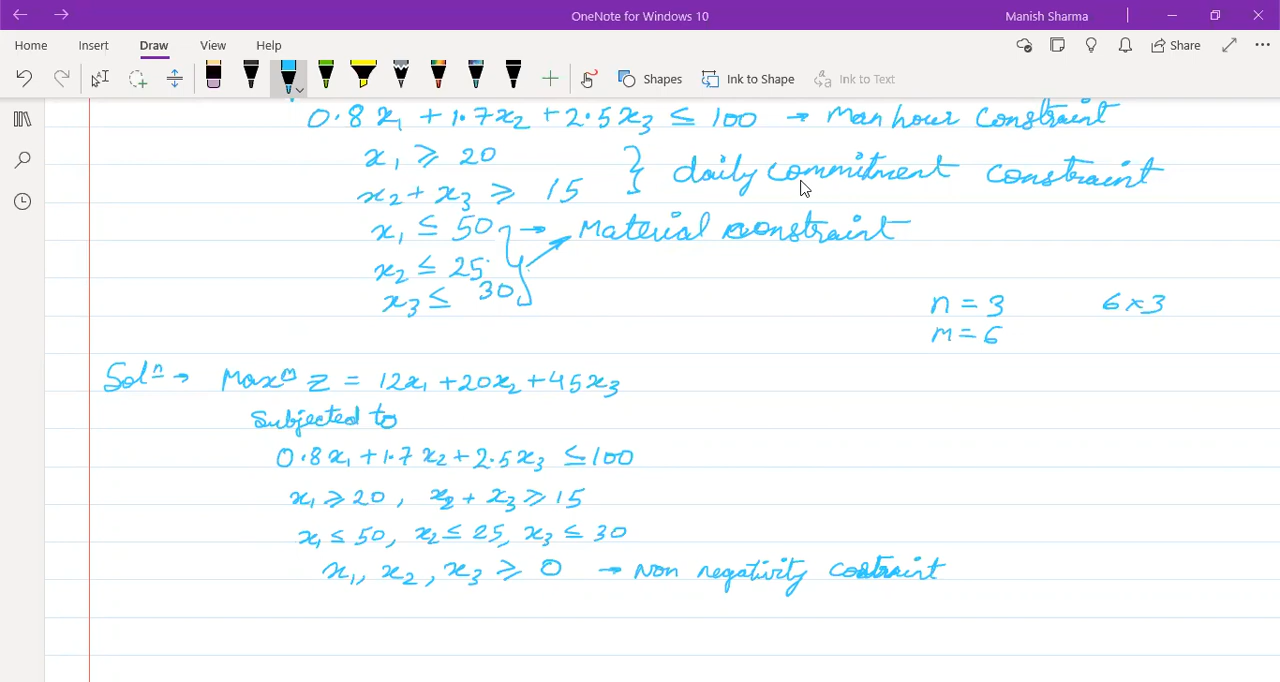 OneNote for Windows 10
Manish Sharma
Home Insert Draw View Help
Share
Shapes Ink to Shape Ink to Text
0.8x₁ + 1.7x₂ + 2.5x₃ ≤ 100 → Man hour constraint
x₁ ≥ 20
x₂ + x₃ ≥ 15 } daily commitment constraint
x₁ ≤ 50 → Material constraint
x₂ ≤ 25
x₃ ≤ 30
n = 3 6 × 3
m = 6
Solⁿ → Maxᵐ Z = 12x₁ + 20x₂ + 45x₃
Subjected to
0.8x₁ + 1.7x₂ + 2.5x₃ ≤ 100
x₁ ≥ 20, x₂ + x₃ ≥ 15
x₁ ≤ 50, x₂ ≤ 25, x₃ ≤ 30
x₁, x₂, x₃ ≥ 0 → Non negativity constraint